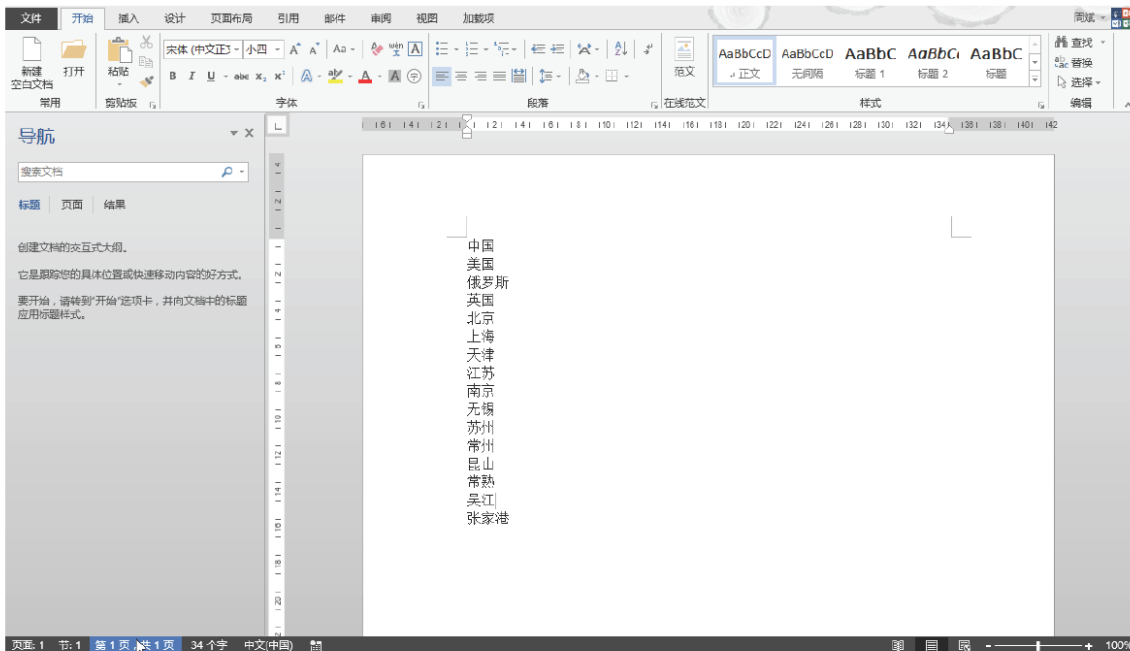 文件 开始 插入 设计 页面布局 引用 邮件 审阅 视图 加载项 周斌
新建 空白文档 打开 粘贴 宋体 (中文正文 小四 Aa 范文 AaBbCcD AaBbCcD AaBbC AaBbC AaBbC 查找
正文 无间隔 标题 1 标题 2 标题 替换
选择
常用 剪贴板 字体 段落 在线范文 样式 编辑
导航
搜索文档
标题 页面 结果
创建文档的交互式大纲。
它是跟踪您的具体位置或快速移动内容的好方式。
要开始，请转到“开始”选项卡，并向文档中的标题
应用标题样式。
中国
美国
俄罗斯
英国
北京
上海
天津
江苏
南京
无锡
苏州
常州
昆山
常熟
吴江
张家港
页面: 1 节: 1 第 1 页，共 1 页 34 个字 中文(中国) 100%